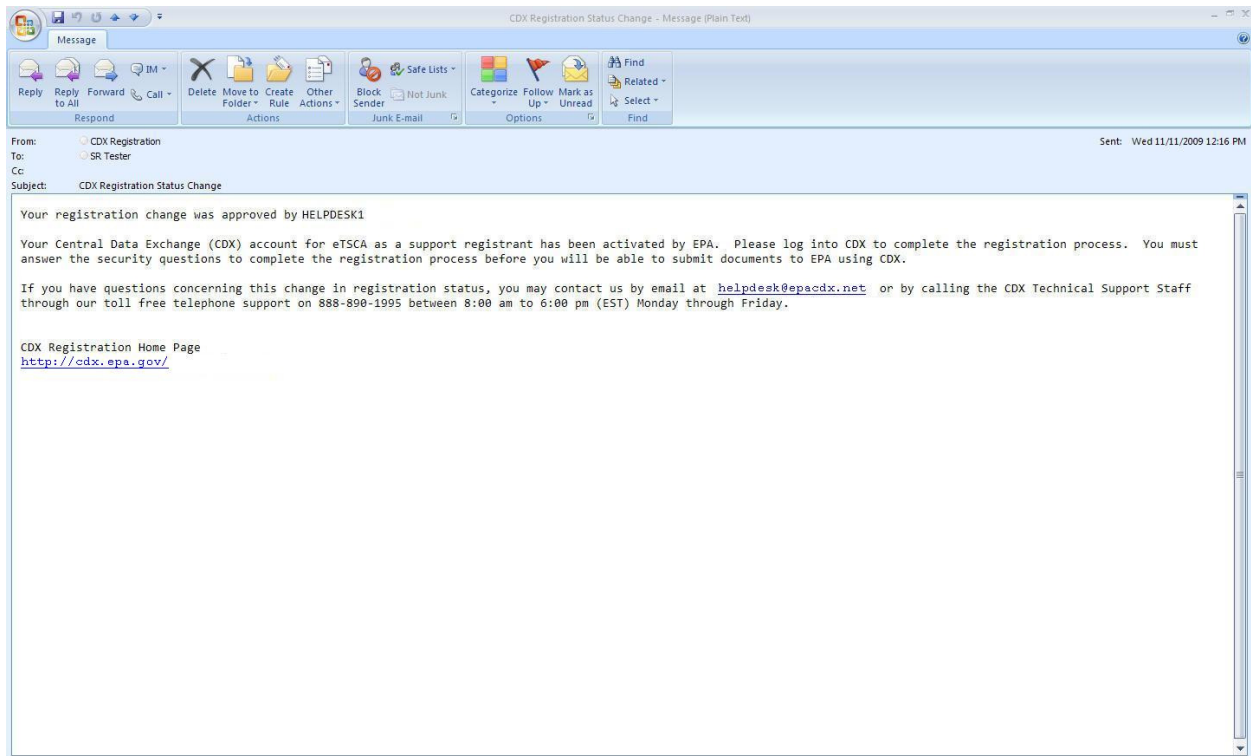 CDX Registration Status Change - Message (Plain Text)
Message
Reply
Reply to All
Forward
IM
Call
Respond
Delete
Move to Folder
Create Rule
Other Actions
Actions
Block Sender
Safe Lists
Not Junk
Junk E-mail
Categorize
Follow Up
Mark as Unread
Options
Find
Related
Select
Find
From: CDX Registration
Sent: Wed 11/11/2009 12:16 PM
To: SR Tester
Cc:
Subject: CDX Registration Status Change
Your registration change was approved by HELPDESK1
Your Central Data Exchange (CDX) account for eTSCA as a support registrant has been activated by EPA.  Please log into CDX to complete the registration process.  You must
answer the security questions to complete the registration process before you will be able to submit documents to EPA using CDX.
If you have questions concerning this change in registration status, you may contact us by email at helpdesk@epacdx.net or by calling the CDX Technical Support Staff
through our toll free telephone support on 888-890-1995 between 8:00 am to 6:00 pm (EST) Monday through Friday.
CDX Registration Home Page
http://cdx.epa.gov/